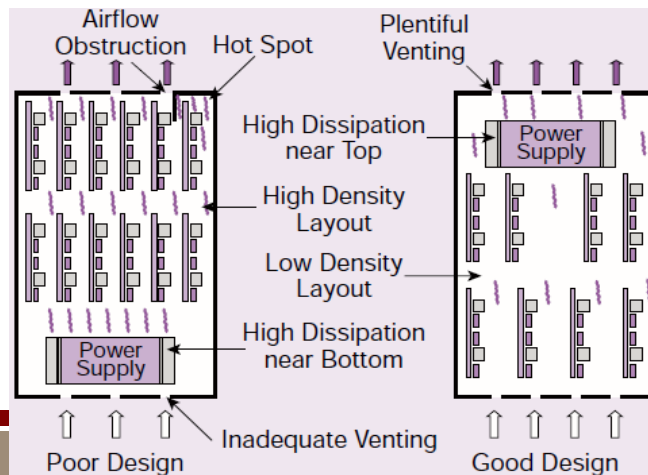 Airflow
Obstruction
Hot Spot
Plentiful
Venting
High Dissipation
near Top
Power
Supply
High Density
Layout
Low Density
Layout
High Dissipation
near Bottom
Power
Supply
Inadequate Venting
Poor Design
Good Design